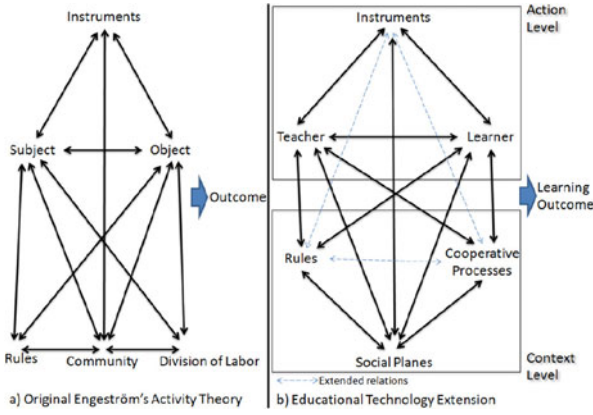 Instruments
Subject
Object
Outcome
Rules
Community
Division of Labor
a) Original Engeström's Activity Theory
Instruments
Action
Level
Teacher
Learner
Learning
Outcome
Rules
Cooperative
Processes
Social Planes
Context
Level
Extended relations
b) Educational Technology Extension